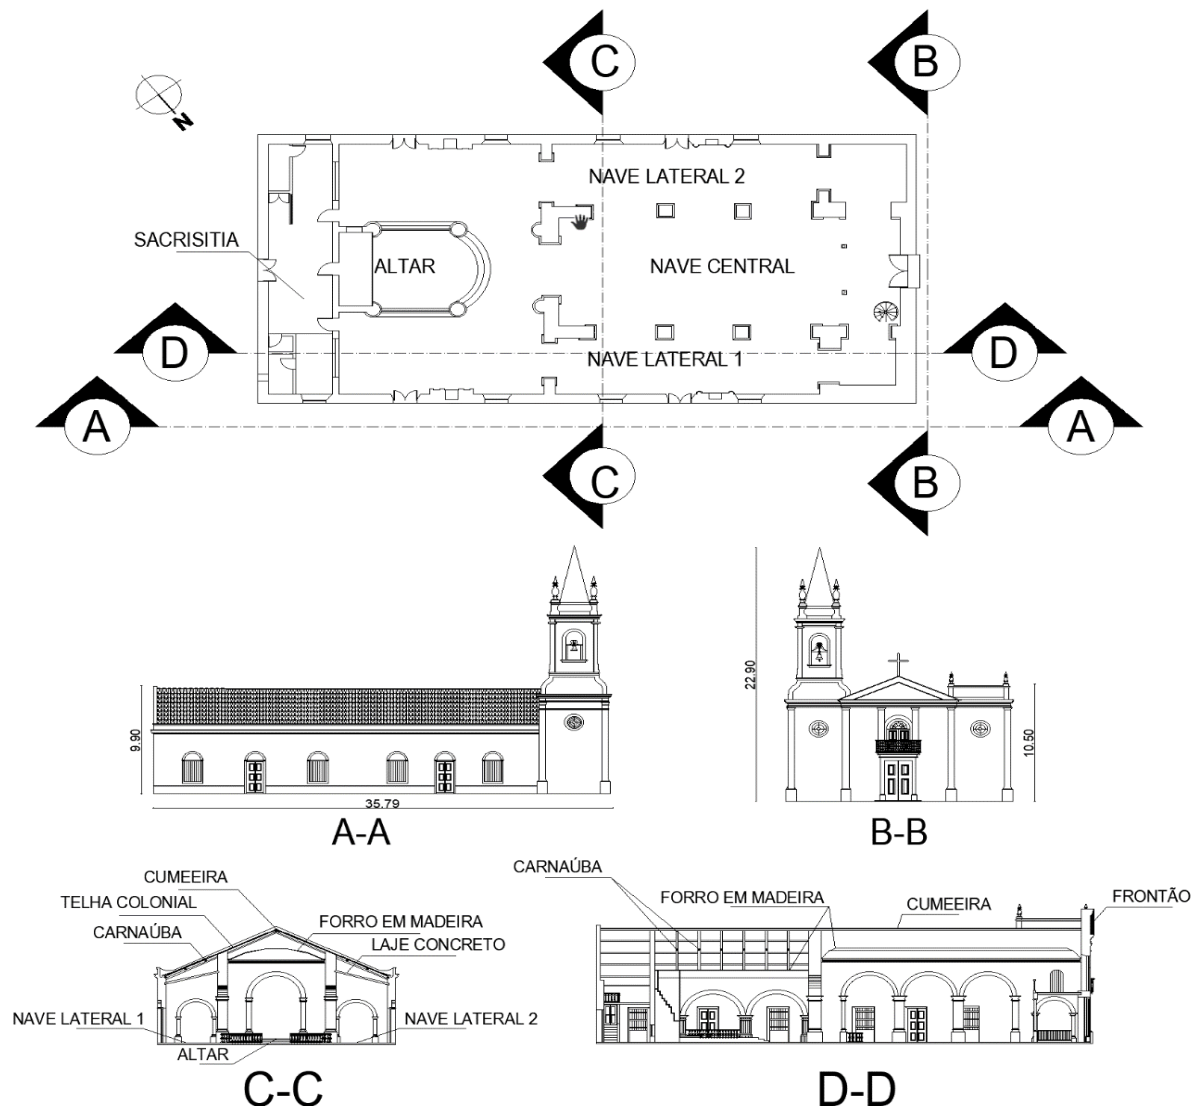 C
B
N
NAVE LATERAL 2
SACRISITIA
ALTAR
NAVE CENTRAL
D
D
NAVE LATERAL 1
A
A
C
B
9.90
35.79
A-A
22.90
10.50
B-B
CUMEEIRA
TELHA COLONIAL
CARNAÚBA
FORRO EM MADEIRA
LAJE CONCRETO
NAVE LATERAL 1
NAVE LATERAL 2
ALTAR
C-C
CARNAÚBA
FORRO EM MADEIRA
CUMEEIRA
FRONTÃO
D-D